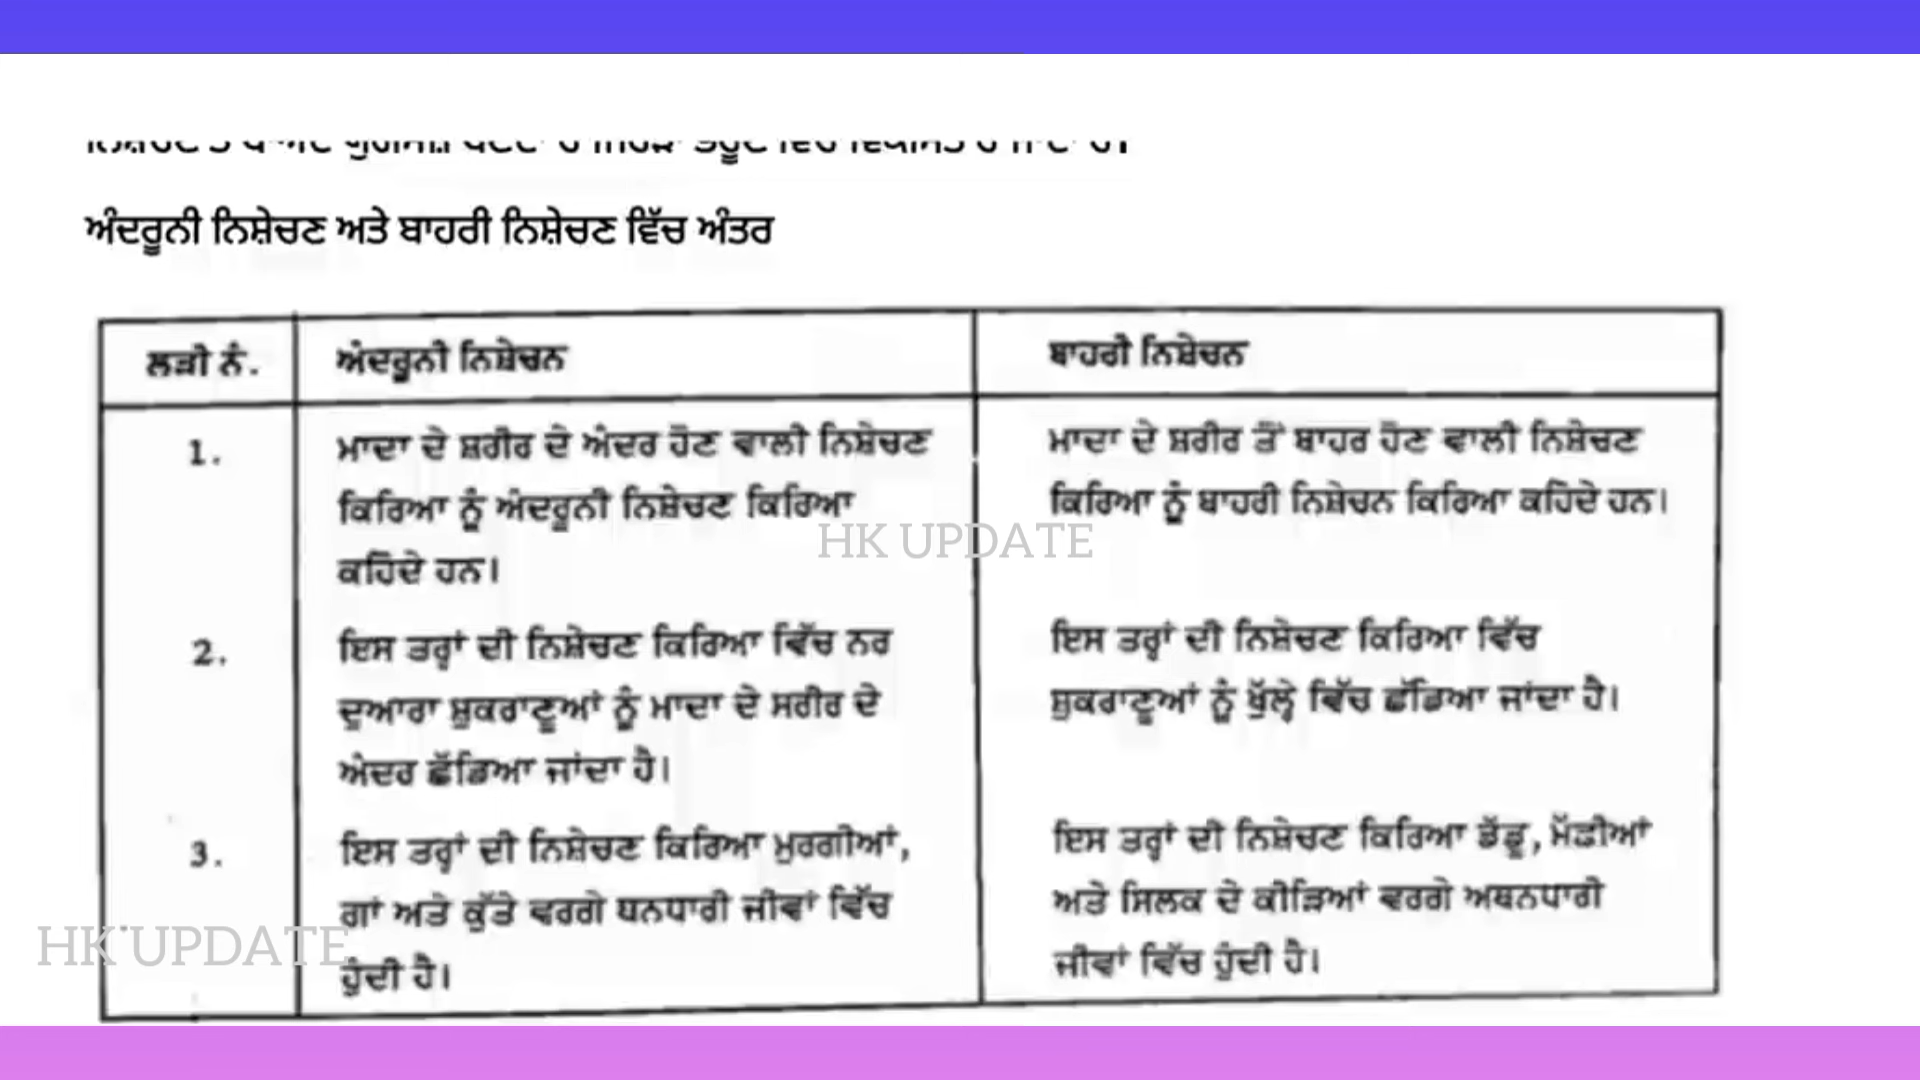 ਅੰਦਰੂਨੀ ਨਿਸ਼ੇਚਣ ਅਤੇ ਬਾਹਰੀ ਨਿਸ਼ੇਚਣ ਵਿੱਚ ਅੰਤਰ
ਲੜੀ ਨੰ.
ਅੰਦਰੂਨੀ ਨਿਸ਼ੇਚਨ
ਬਾਹਰੀ ਨਿਸ਼ੇਚਨ
1.
ਮਾਦਾ ਦੇ ਸ਼ਰੀਰ ਦੇ ਅੰਦਰ ਹੋਣ ਵਾਲੀ ਨਿਸ਼ੇਚਣ
ਕਿਰਿਆ ਨੂੰ ਅੰਦਰੂਨੀ ਨਿਸ਼ੇਚਣ ਕਿਰਿਆ
ਕਹਿੰਦੇ ਹਨ।
ਮਾਦਾ ਦੇ ਸ਼ਰੀਰ ਤੋਂ ਬਾਹਰ ਹੋਣ ਵਾਲੀ ਨਿਸ਼ੇਚਣ
ਕਿਰਿਆ ਨੂੰ ਬਾਹਰੀ ਨਿਸ਼ੇਚਨ ਕਿਰਿਆ ਕਹਿੰਦੇ ਹਨ।
HK UPDATE
2.
ਇਸ ਤਰ੍ਹਾਂ ਦੀ ਨਿਸ਼ੇਚਣ ਕਿਰਿਆ ਵਿੱਚ ਨਰ
ਦੁਆਰਾ ਸ਼ੁਕਰਾਣੂਆਂ ਨੂੰ ਮਾਦਾ ਦੇ ਸਰੀਰ ਦੇ
ਅੰਦਰ ਛੱਡਿਆ ਜਾਂਦਾ ਹੈ।
ਇਸ ਤਰ੍ਹਾਂ ਦੀ ਨਿਸ਼ੇਚਣ ਕਿਰਿਆ ਵਿੱਚ
ਸ਼ੁਕਰਾਣੂਆਂ ਨੂੰ ਖੁੱਲ੍ਹੇ ਵਿੱਚ ਛੱਡਿਆ ਜਾਂਦਾ ਹੈ।
3.
ਇਸ ਤਰ੍ਹਾਂ ਦੀ ਨਿਸ਼ੇਚਣ ਕਿਰਿਆ ਮੁਰਗੀਆਂ,
ਗਾਂ ਅਤੇ ਕੁੱਤੇ ਵਰਗੇ ਥਨਧਾਰੀ ਜੀਵਾਂ ਵਿੱਚ
ਹੁੰਦੀ ਹੈ।
ਇਸ ਤਰ੍ਹਾਂ ਦੀ ਨਿਸ਼ੇਚਣ ਕਿਰਿਆ ਡੱਡੂ, ਮੱਛੀਆਂ
ਅਤੇ ਸਿਲਕ ਦੇ ਕੀੜਿਆਂ ਵਰਗੇ ਅਥਨਧਾਰੀ
ਜੀਵਾਂ ਵਿੱਚ ਹੁੰਦੀ ਹੈ।
HK UPDATE